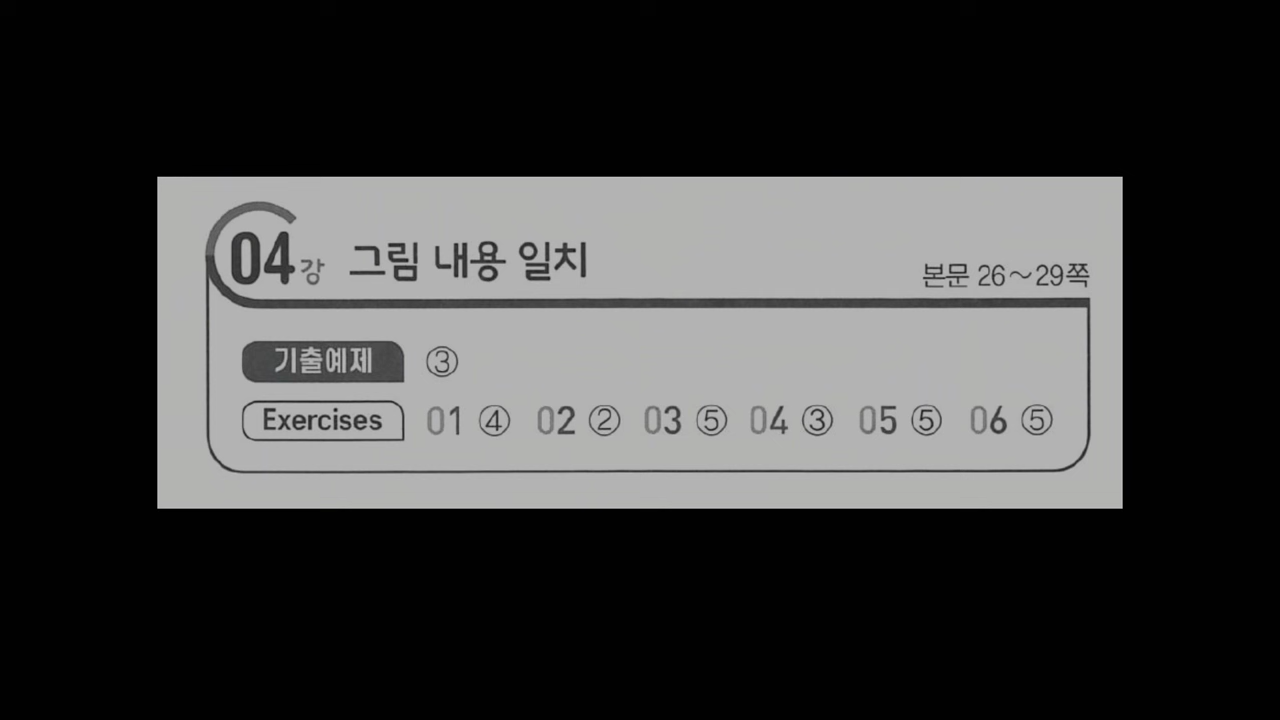 04강 그림 내용 일치
본문 26~29쪽
기출예제 ③
Exercises 01 ④ 02 ② 03 ⑤ 04 ③ 05 ⑤ 06 ⑤